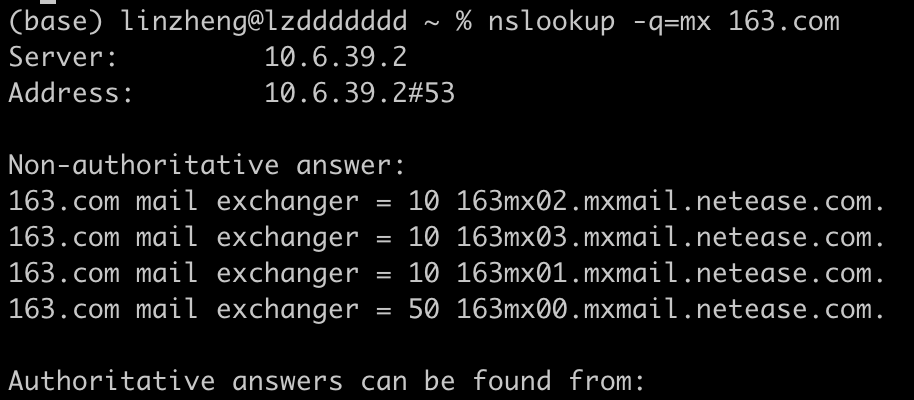 (base) linzheng@lzddddddd ~ % nslookup -q=mx 163.com
Server:		10.6.39.2
Address:	10.6.39.2#53

Non-authoritative answer:
163.com mail exchanger = 10 163mx02.mxmail.netease.com.
163.com mail exchanger = 10 163mx03.mxmail.netease.com.
163.com mail exchanger = 10 163mx01.mxmail.netease.com.
163.com mail exchanger = 50 163mx00.mxmail.netease.com.

Authoritative answers can be found from: